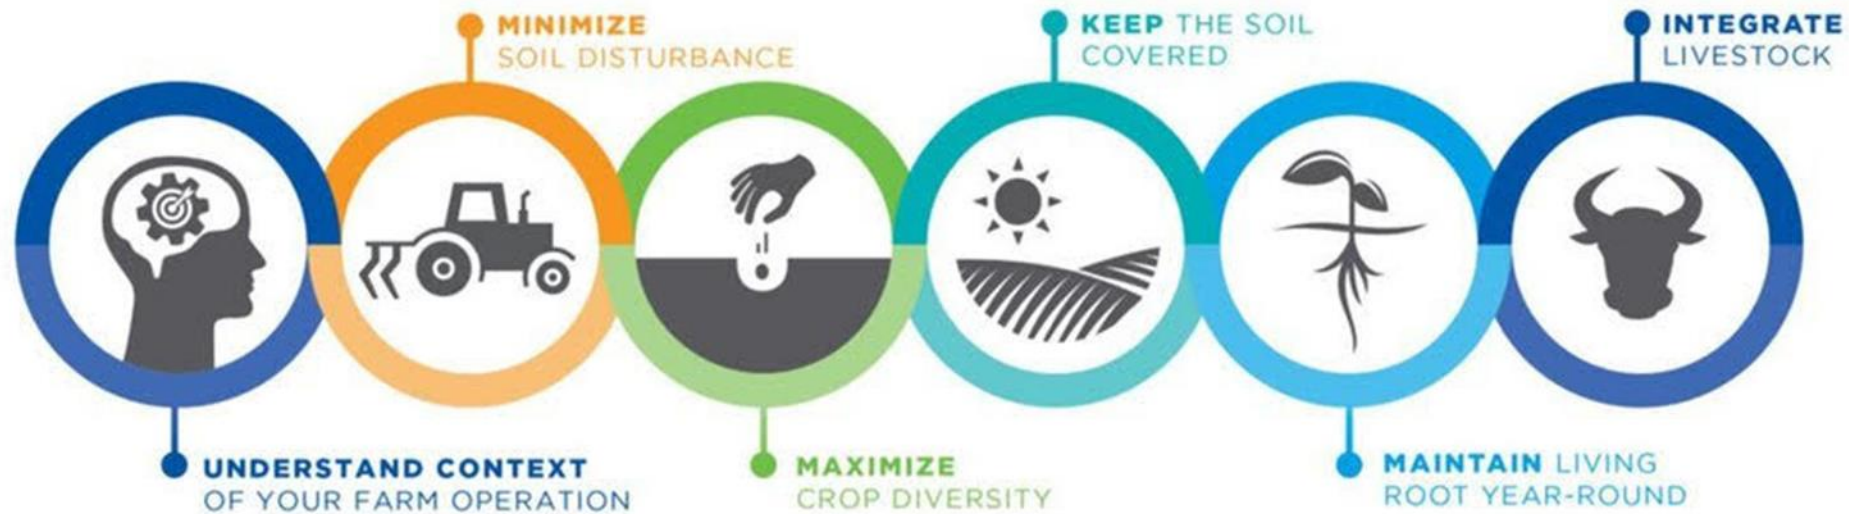 MINIMIZE
SOIL DISTURBANCE
KEEP THE SOIL
COVERED
INTEGRATE
LIVESTOCK
UNDERSTAND CONTEXT
OF YOUR FARM OPERATION
MAXIMIZE
CROP DIVERSITY
MAINTAIN LIVING
ROOT YEAR-ROUND